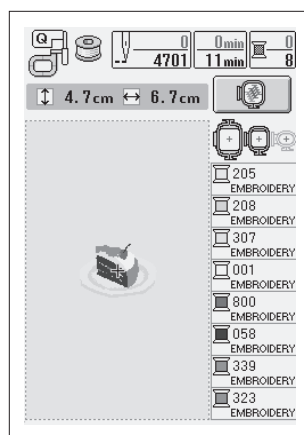 Q
0
4701
0min
11min
0
8
4.7cm ↔ 6.7cm
205
EMBROIDERY
208
EMBROIDERY
307
EMBROIDERY
001
EMBROIDERY
800
EMBROIDERY
058
EMBROIDERY
339
EMBROIDERY
323
EMBROIDERY